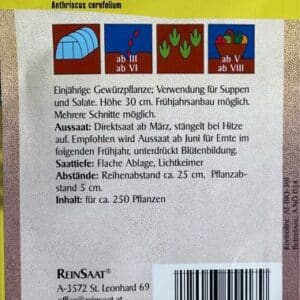 Anthriscus cerefolium
ab III
ab VI
ab V
ab VIII
Einjährige Gewürzpflanze; Verwendung für Suppen
und Salate. Höhe 30 cm. Frühjahrsanbau möglich.
Mehrere Schnitte möglich.
Aussaat: Direktsaat ab März, stängelt bei Hitze
auf. Empfohlen wird Aussaat ab Juni für Ernte im
folgenden Frühjahr, unterdrückt Blütenbildung.
Saattiefe: Flache Ablage, Lichtkeimer
Abstände: Reihenabstand ca. 25 cm, Pflanzab-
stand 5 cm.
Inhalt: für ca. 250 Pflanzen
REINSAAT®
A-3572 St. Leonhard 69
office@reinsaat.at